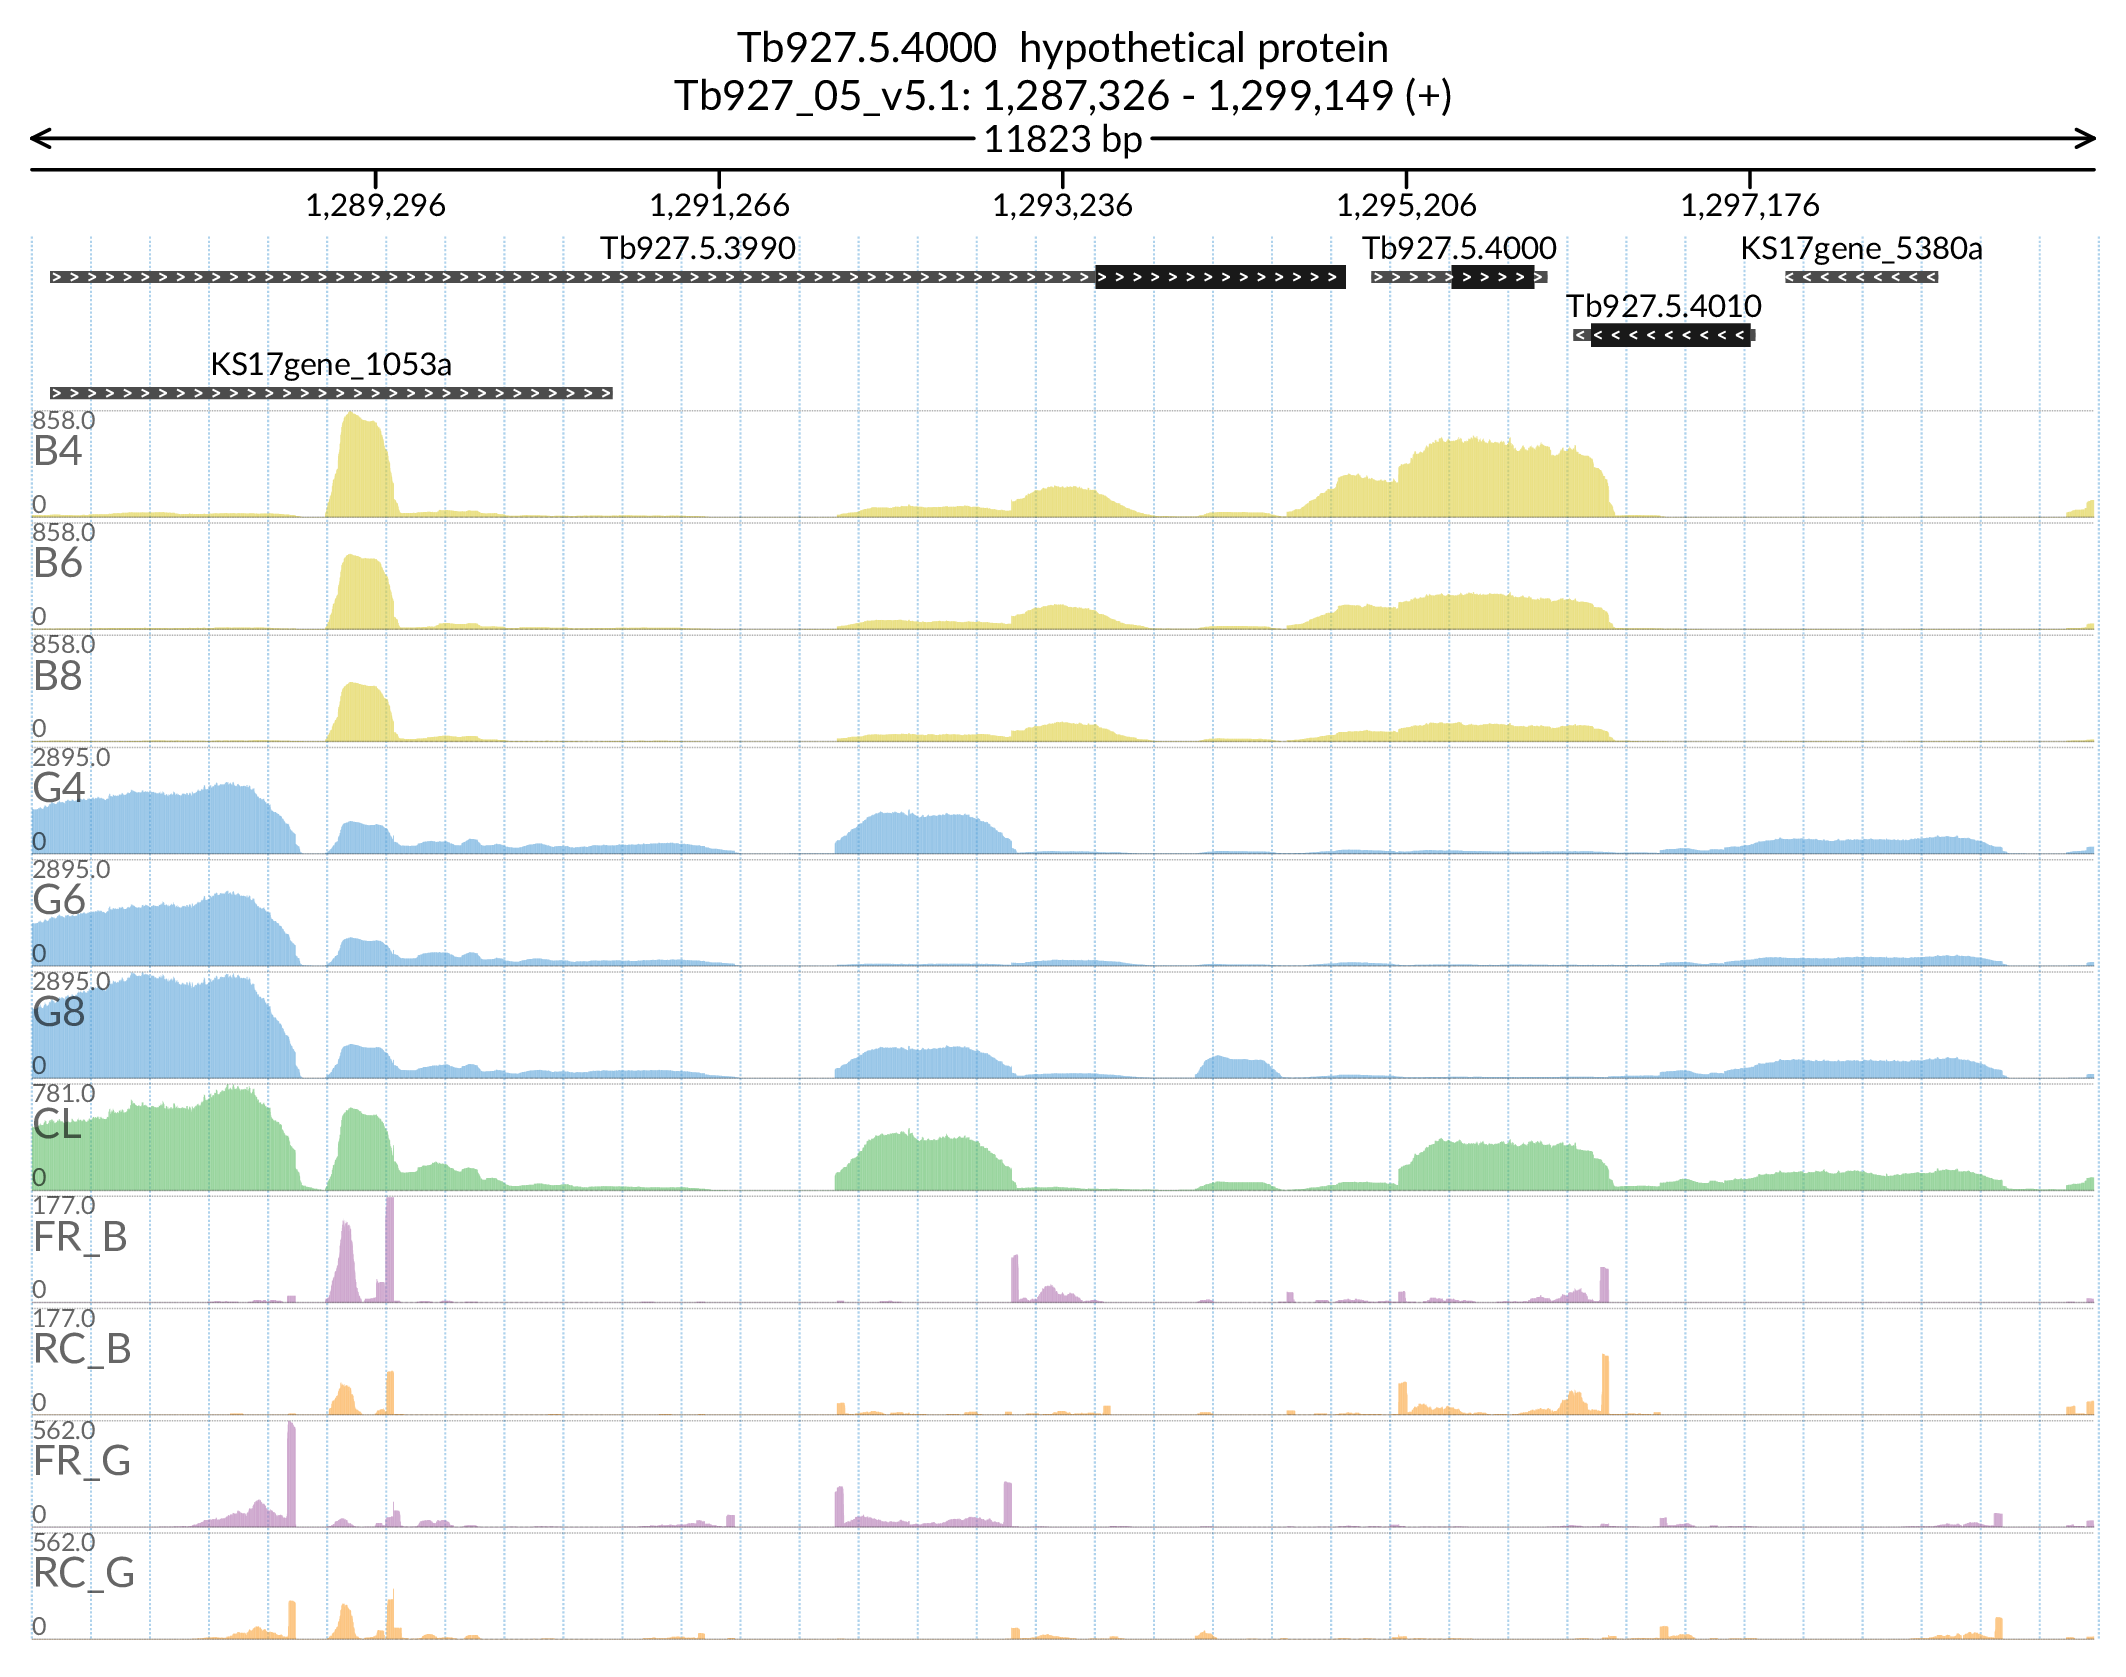 Tb927.5.4000  hypothetical protein
Tb927_05_v5.1: 1,287,326 - 1,299,149 (+)
11823 bp
1,289,296 1,291,266 1,293,236 1,295,206 1,297,176
Tb927.5.3990 Tb927.5.4000 KS17gene_5380a
Tb927.5.4010
KS17gene_1053a
858.0
B4
0
858.0
B6
0
858.0
B8
0
2895.0
G4
0
2895.0
G6
0
2895.0
G8
0
781.0
CL
0
177.0
FR_B
0
177.0
RC_B
0
562.0
FR_G
0
562.0
RC_G
0